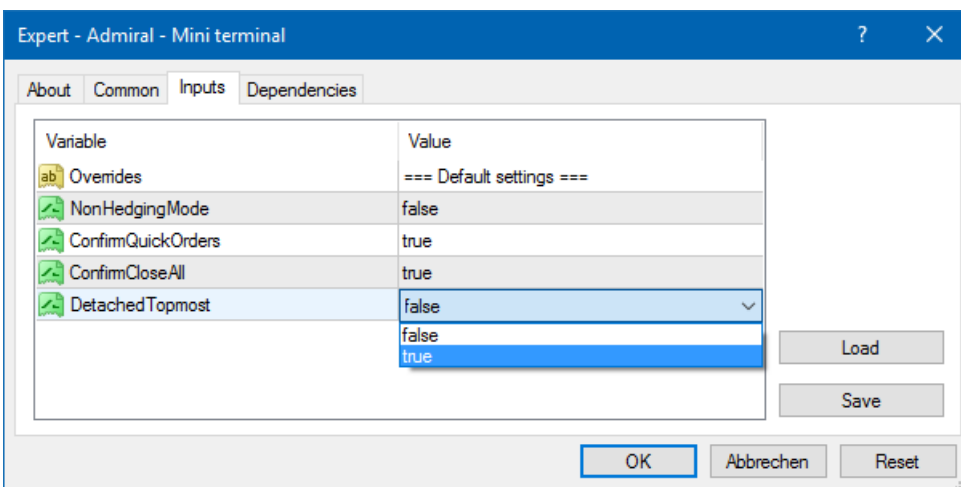 Expert - Admiral - Mini terminal ?
About Common Inputs Dependencies
Variable Value
ab Overrides === Default settings ===
NonHedgingMode false
ConfirmQuickOrders true
ConfirmCloseAll true
DetachedTopmost false
false
true
Load
Save
OK Abbrechen Reset